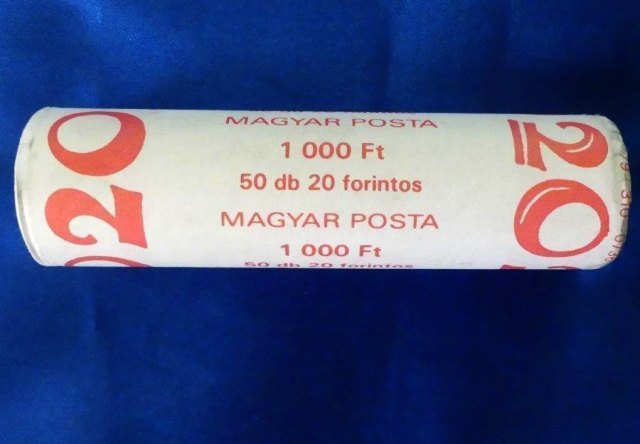 MAGYAR POSTA
1 000 Ft
50 db 20 forintos
MAGYAR POSTA
1 000 Ft
50 db 20 forintos
20
20